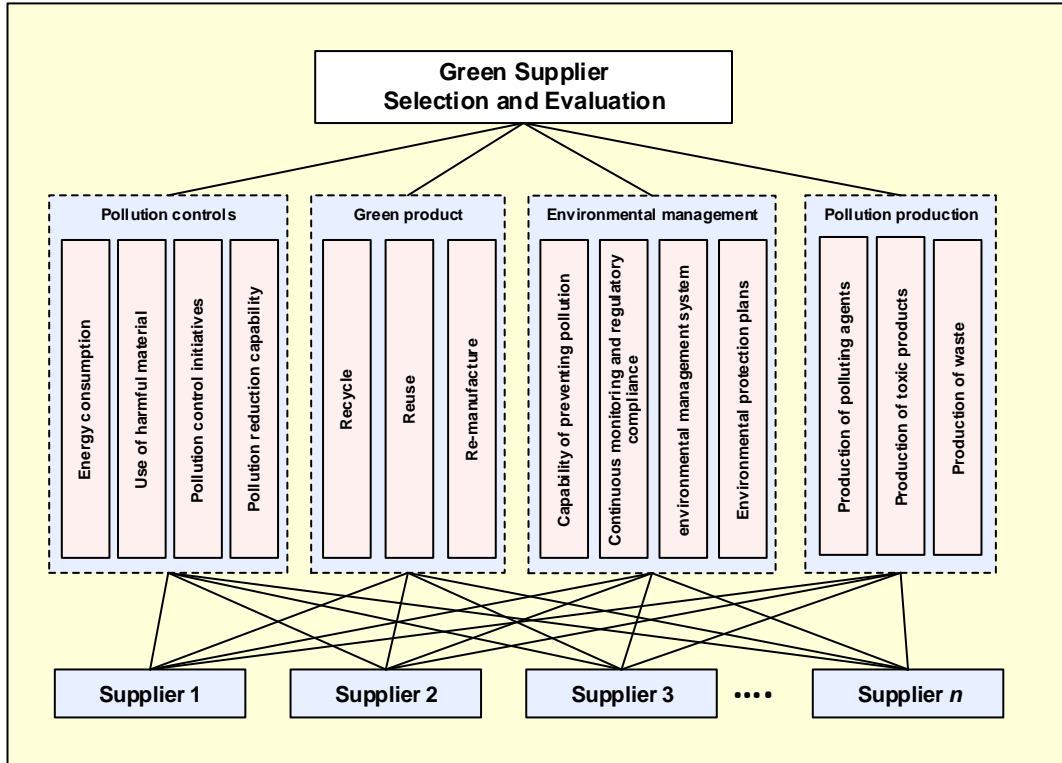 Green Supplier
Selection and Evaluation
Pollution controls
Energy consumption
Use of harmful material
Pollution control initiatives
Pollution reduction capability
Green product
Recycle
Reuse
Re-manufacture
Environmental management
Capability of preventing pollution
Continuous monitoring and regulatory
compliance
environmental management system
Environmental protection plans
Pollution production
Production of polluting agents
Production of toxic products
Production of waste
Supplier 1
Supplier 2
Supplier 3
....
Supplier n